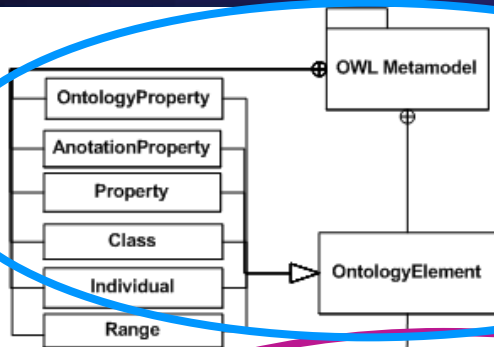 OWL Metamodel
OntologyProperty
AnotationProperty
Property
Class
Individual
Range
OntologyElement